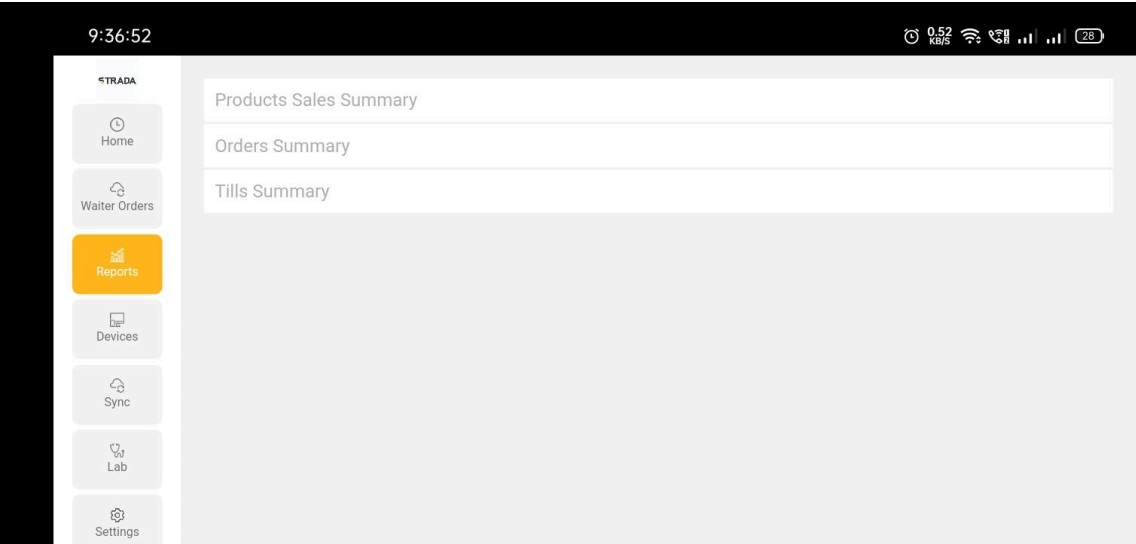 9:36:52
0.52
KB/S
28
STRADA
Home
Waiter Orders
Reports
Devices
Sync
Lab
Settings
Products Sales Summary
Orders Summary
Tills Summary